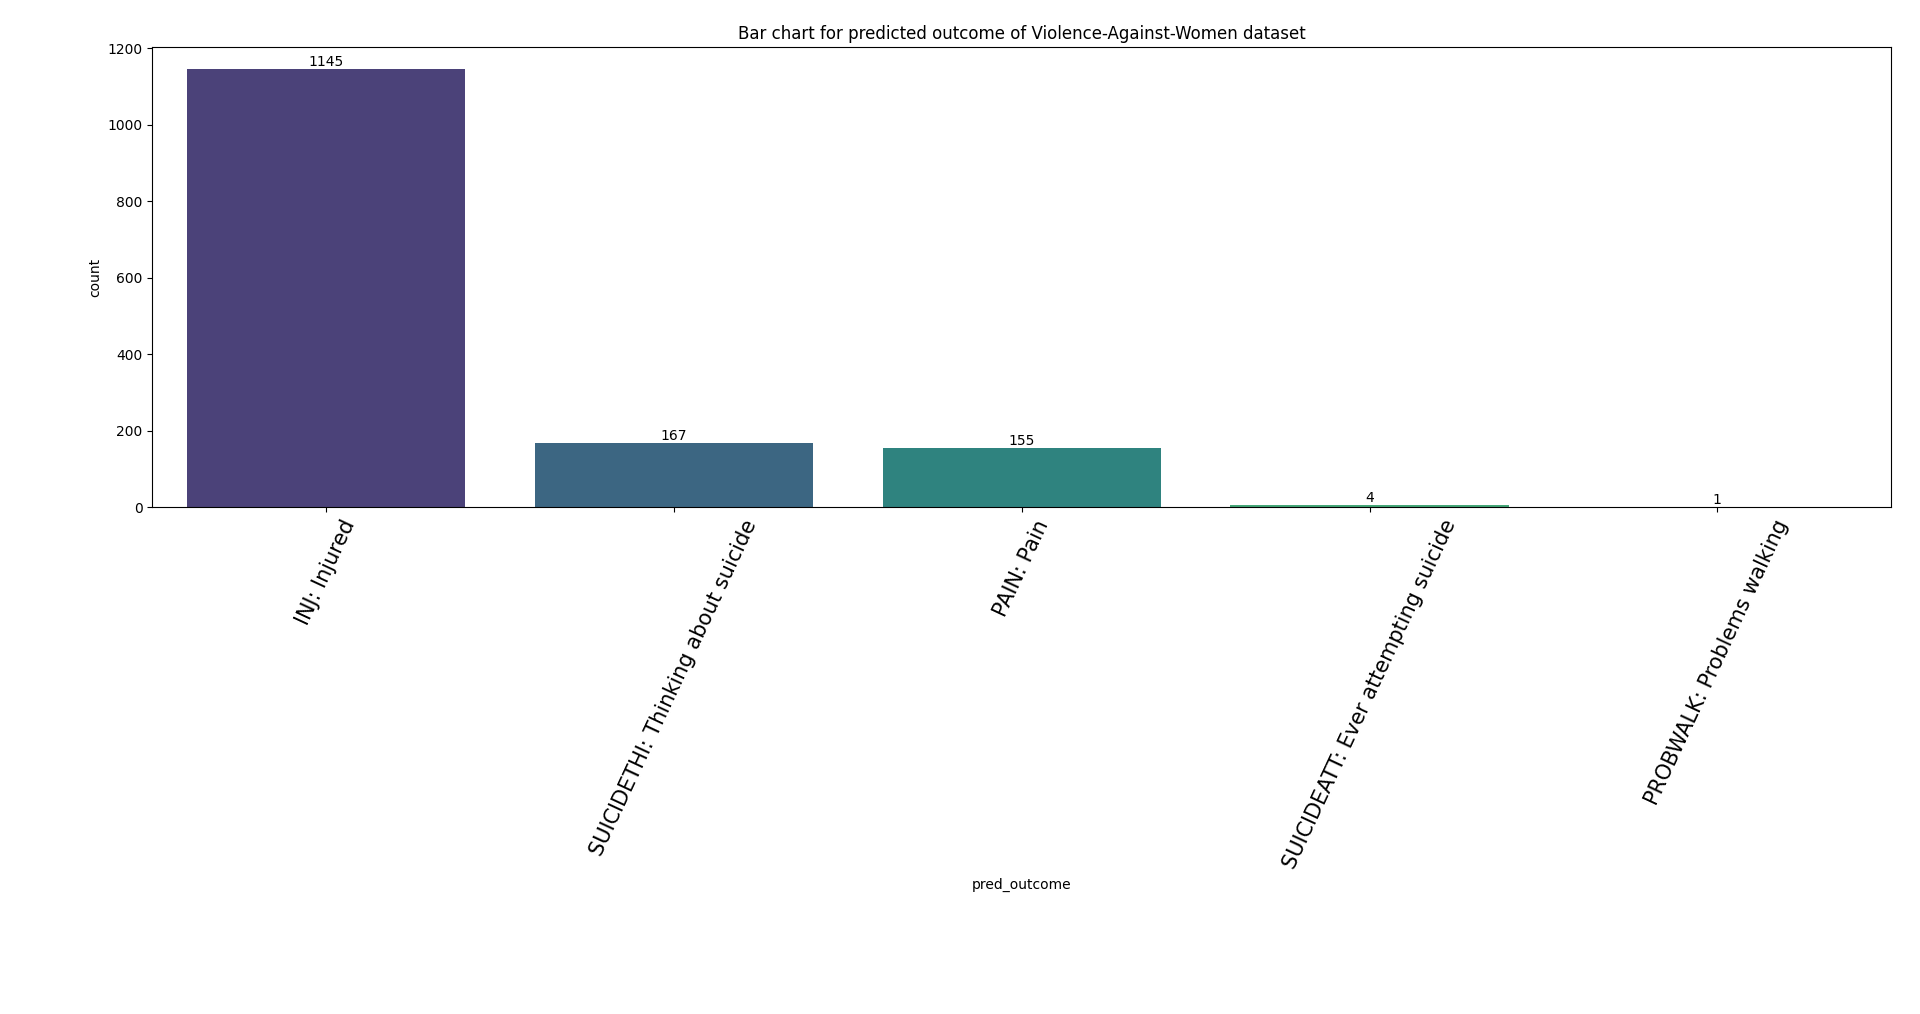 Bar chart for predicted outcome of Violence-Against-Women dataset
1200
1000
800
600
400
200
0
count
1145
167
155
4
1
INJ: Injured
SUICIDETHI: Thinking about suicide
PAIN: Pain
SUICIDEATT: Ever attempting suicide
PROBWALK: Problems walking
pred_outcome